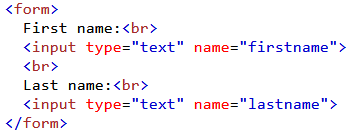 <form>
First name:<br>
<input type="text" name="firstname">
<br>
Last name:<br>
<input type="text" name="lastname">
</form>